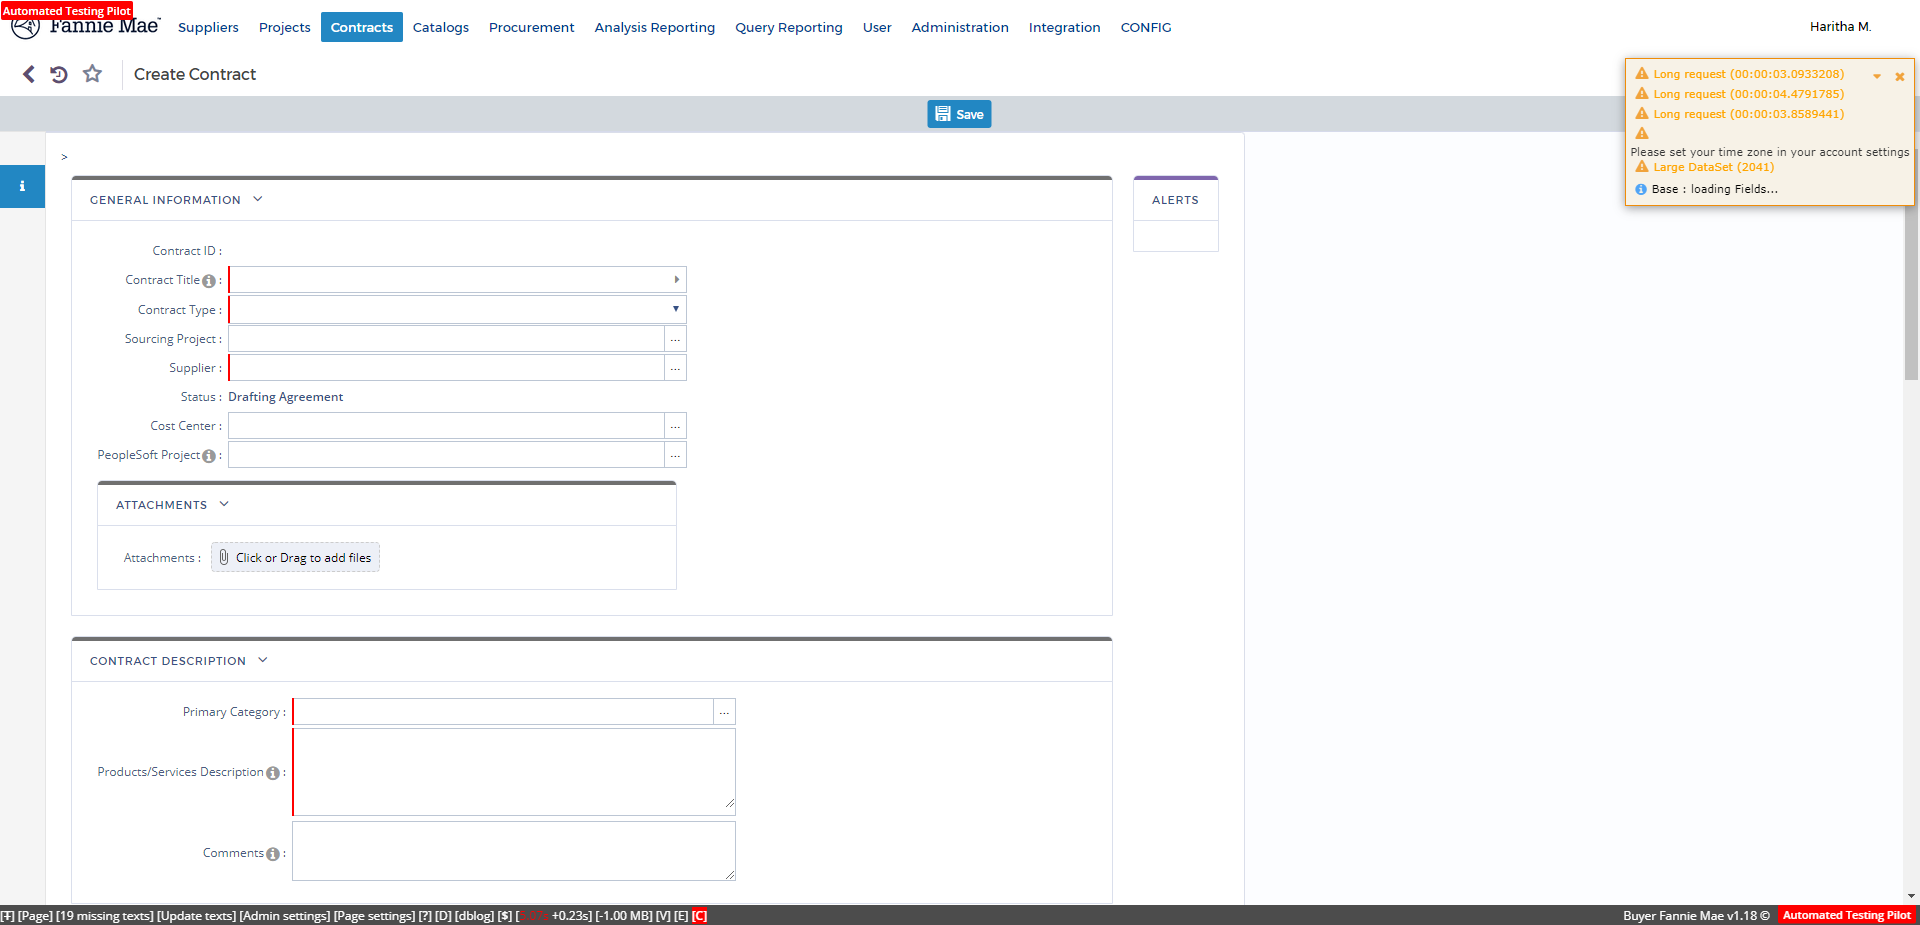 Automated Testing Pilot
Fannie Mae
Suppliers Projects Contracts Catalogs Procurement Analysis Reporting Query Reporting User Administration Integration CONFIG
Haritha M.
Create Contract
Long request (00:00:03.0933208)
Long request (00:00:04.4791785)
Long request (00:00:03.8589441)
Please set your time zone in your account settings
Large DataSet (2041)
Base : loading Fields...
Save
>
GENERAL INFORMATION
ALERTS
Contract ID :
Contract Title :
Contract Type :
Sourcing Project :
...
Supplier :
...
Status : Drafting Agreement
Cost Center :
...
PeopleSoft Project :
...
ATTACHMENTS
Attachments : Click or Drag to add files
CONTRACT DESCRIPTION
Primary Category :
...
Products/Services Description :
Comments :
[T] [Page] [19 missing texts] [Update texts] [Admin settings] [Page settings] [?] [D] [dblog] [$] [ +0.23s] [-1.00 MB] [V] [E] [C]
Buyer Fannie Mae v1.18 © Automated Testing Pilot